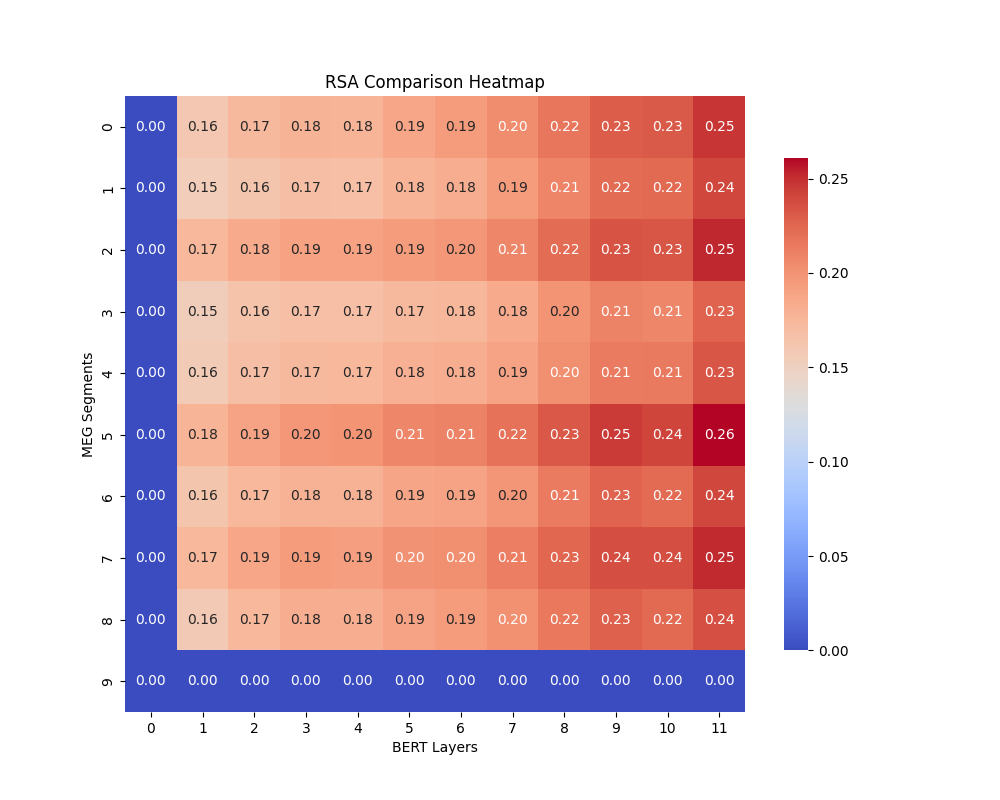 RSA Comparison Heatmap
0 0.00 0.16 0.17 0.18 0.18 0.19 0.19 0.20 0.22 0.23 0.23 0.25
1 0.00 0.15 0.16 0.17 0.17 0.18 0.18 0.19 0.21 0.22 0.22 0.24
2 0.00 0.17 0.18 0.19 0.19 0.19 0.20 0.21 0.22 0.23 0.23 0.25
3 0.00 0.15 0.16 0.17 0.17 0.17 0.18 0.18 0.20 0.21 0.21 0.23
4 0.00 0.16 0.17 0.17 0.17 0.18 0.18 0.19 0.20 0.21 0.21 0.23
5 0.00 0.18 0.19 0.20 0.20 0.21 0.21 0.22 0.23 0.25 0.24 0.26
6 0.00 0.16 0.17 0.18 0.18 0.19 0.19 0.20 0.21 0.23 0.22 0.24
7 0.00 0.17 0.19 0.19 0.19 0.20 0.20 0.21 0.23 0.24 0.24 0.25
8 0.00 0.16 0.17 0.18 0.18 0.19 0.19 0.20 0.22 0.23 0.22 0.24
9 0.00 0.00 0.00 0.00 0.00 0.00 0.00 0.00 0.00 0.00 0.00 0.00
0 1 2 3 4 5 6 7 8 9 10 11
BERT Layers
MEG Segments
0.25
0.20
0.15
0.10
0.05
0.00